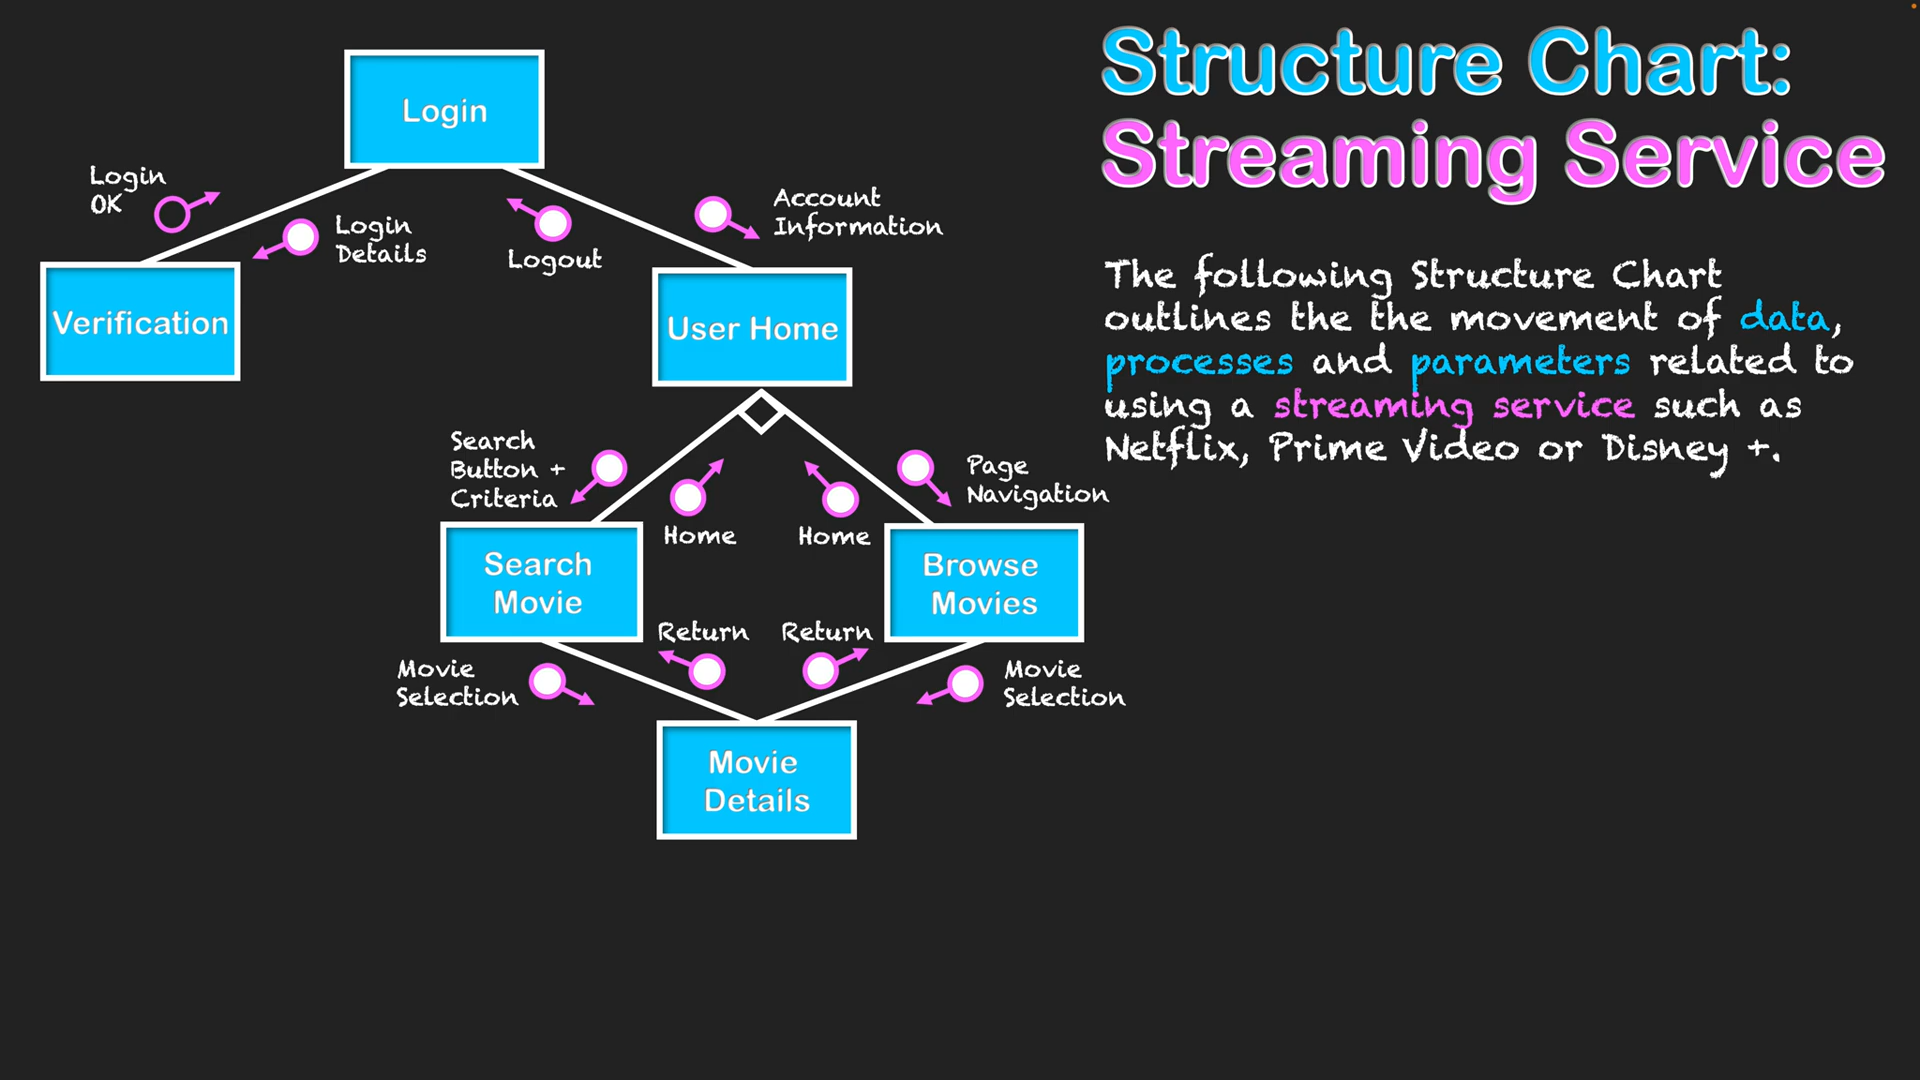 Structure Chart:
Streaming Service
The following Structure Chart
outlines the the movement of data,
processes and parameters related to
using a streaming service such as
Netflix, Prime Video or Disney +.
Login
Login
OK
Login
Details
Logout
Account
Information
Verification
User Home
Search
Button +
Criteria
Home
Home
Page
Navigation
Search
Movie
Browse
Movies
Return
Return
Movie
Selection
Movie
Selection
Movie
Details